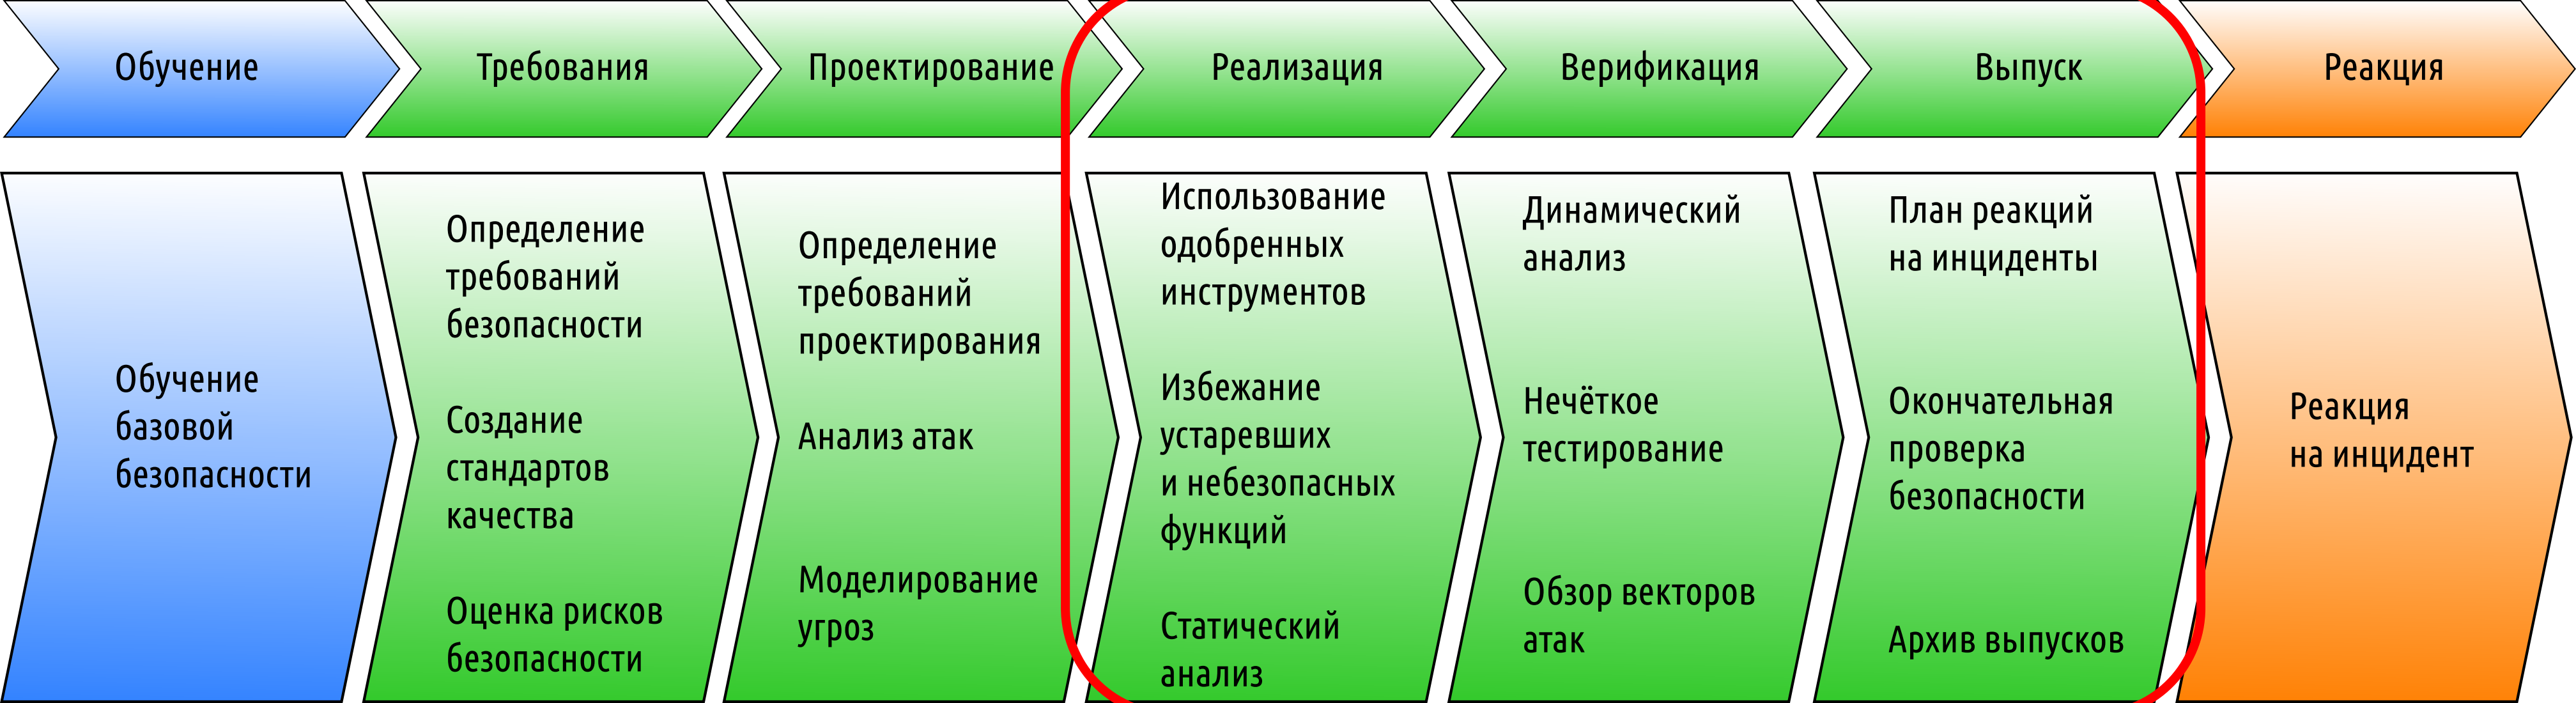 Обучение
Требования
Проектирование
Реализация
Верификация
Выпуск
Реакция
Обучение
базовой
безопасности
Определение
требований
безопасности
Создание
стандартов
качества
Оценка рисков
безопасности
Определение
требований
проектирования
Анализ атак
Моделирование
угроз
Использование
одобренных
инструментов
Избежание
устаревших
и небезопасных
функций
Статический
анализ
Динамический
анализ
Нечёткое
тестирование
Обзор векторов
атак
План реакций
на инциденты
Окончательная
проверка
безопасности
Архив выпусков
Реакция
на инцидент